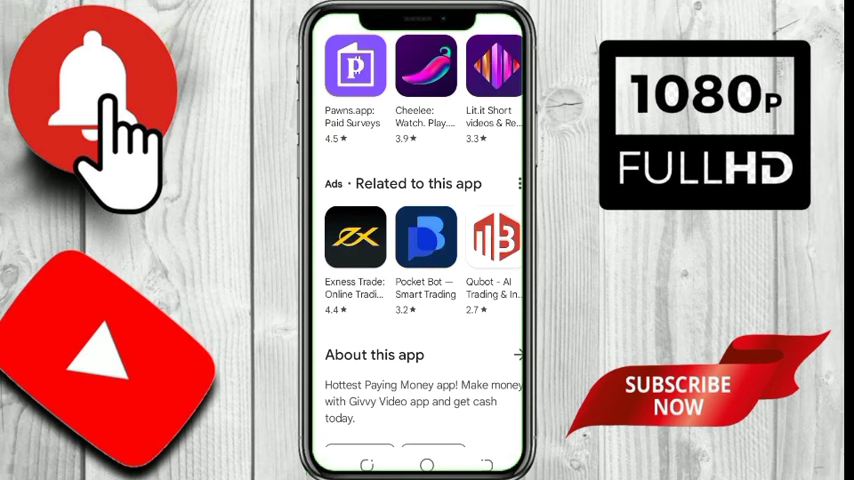 1080P
FULLHD
Pawns.app:
Paid Surveys
4.5★
Cheelee:
Watch. Play....
3.9★
Lit.it Short
videos & Re...
3.3★
Ads · Related to this app
Exness Trade:
Online Tradi...
4.4★
Pocket Bot —
Smart Trading
3.2★
Qubot - AI
Trading & In...
2.7★
About this app
Hottest Paying Money app! Make money
with Givvy Video app and get cash
today.
SUBSCRIBE
NOW